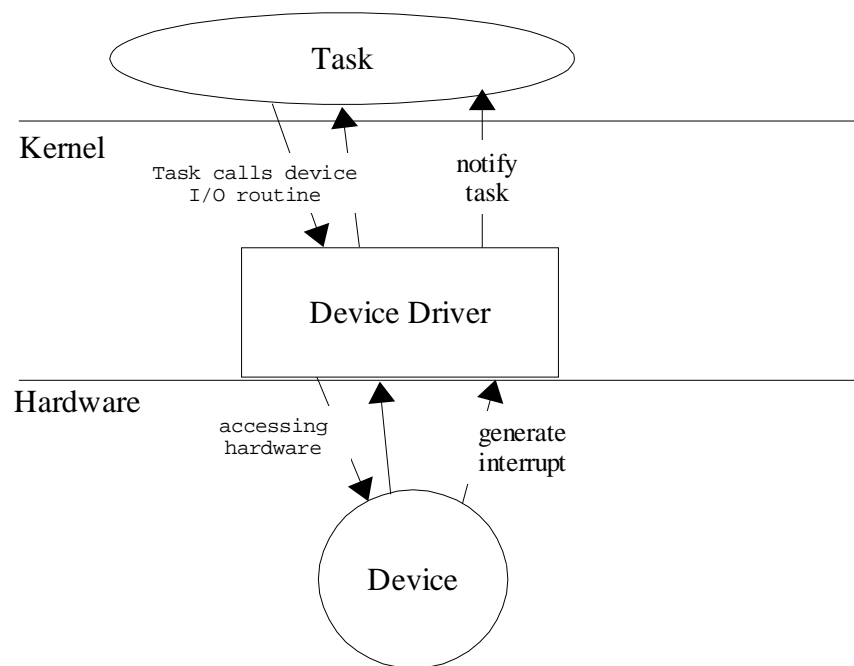 Task
Kernel
Task calls device
I/O routine
notify
task
Device Driver
Hardware
accessing
hardware
generate
interrupt
Device